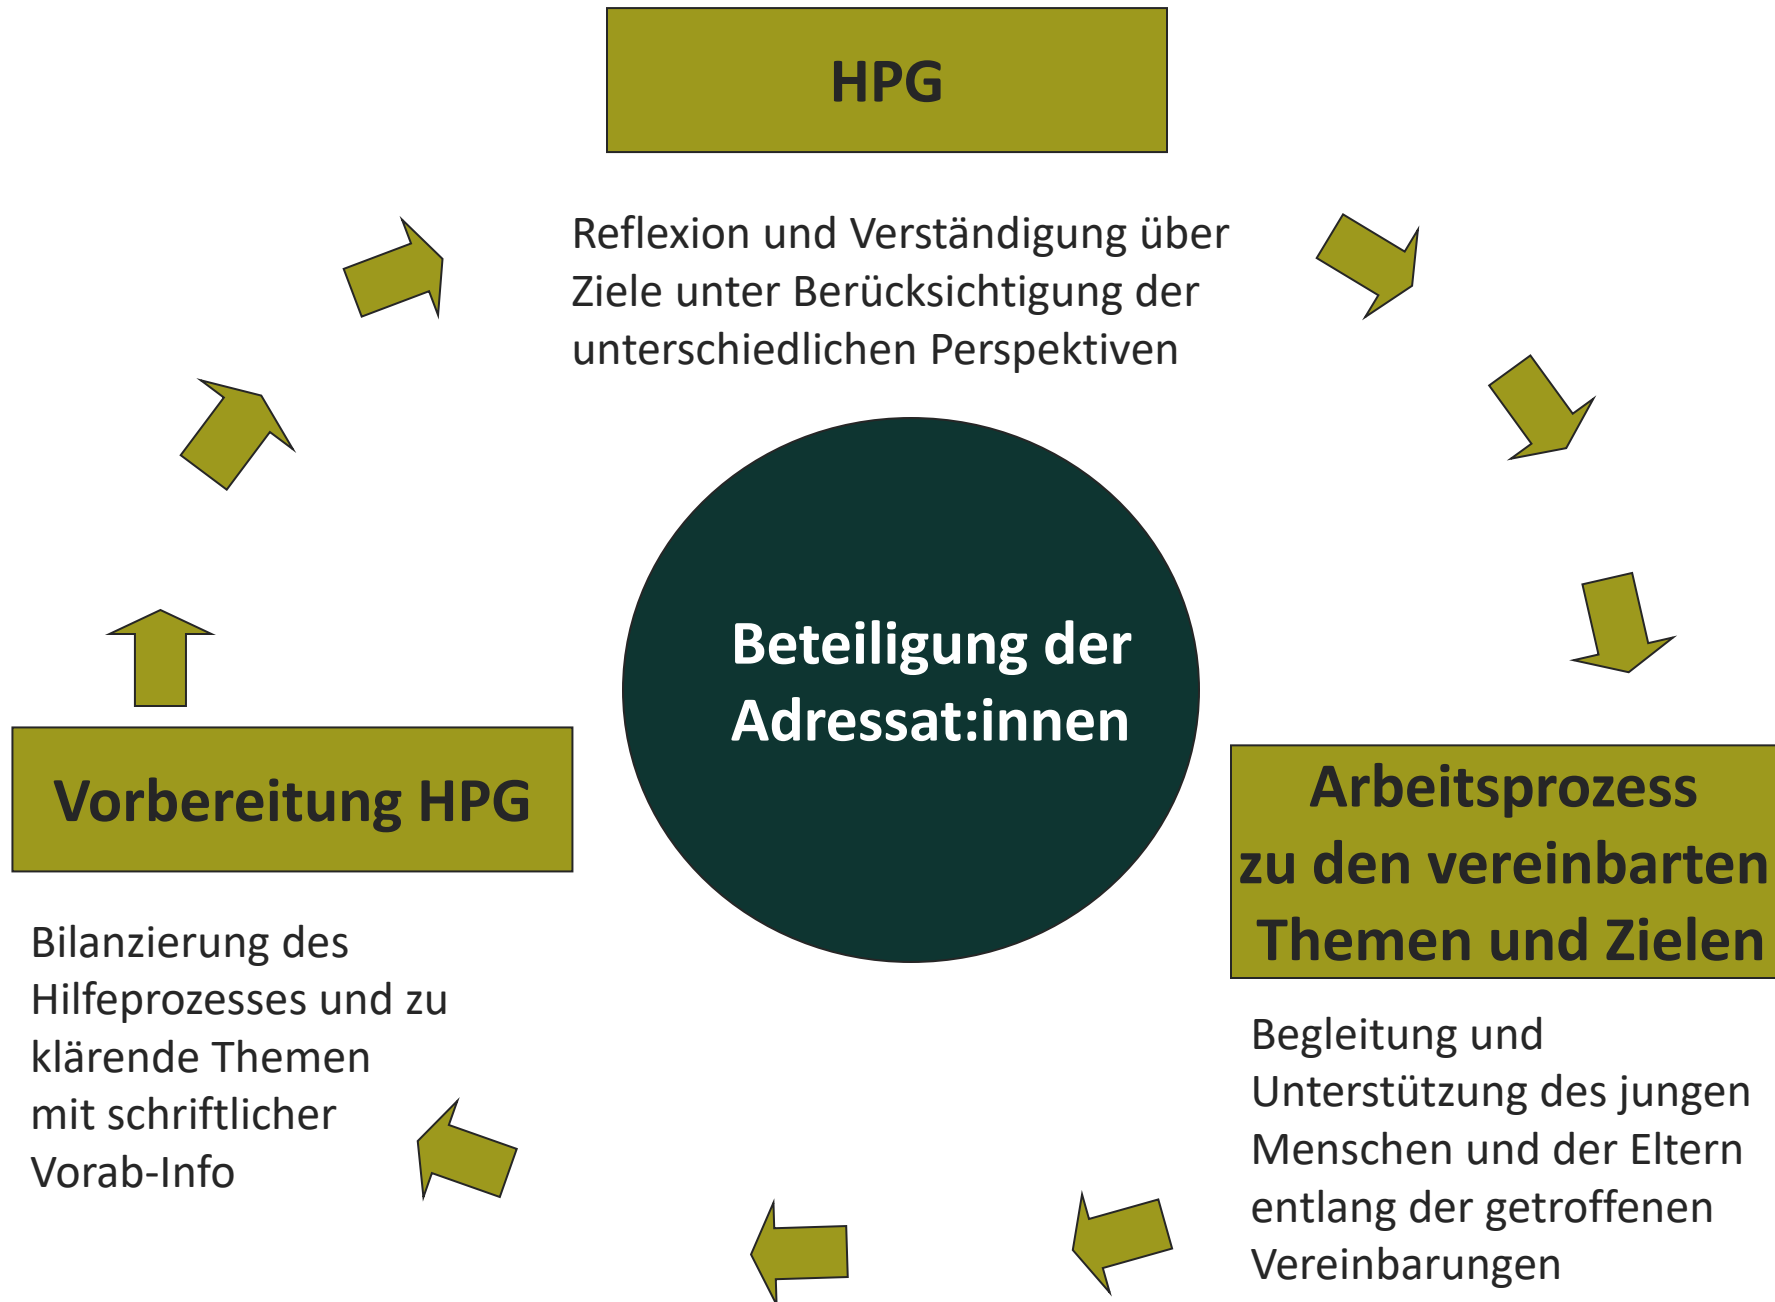 HPG
Reflexion und Verständigung über
Ziele unter Berücksichtigung der
unterschiedlichen Perspektiven
Beteiligung der
Adressat:innen
Vorbereitung HPG
Bilanzierung des
Hilfeprozesses und zu
klärende Themen
mit schriftlicher
Vorab-Info
Arbeitsprozess
zu den vereinbarten
Themen und Zielen
Begleitung und
Unterstützung des jungen
Menschen und der Eltern
entlang der getroffenen
Vereinbarungen